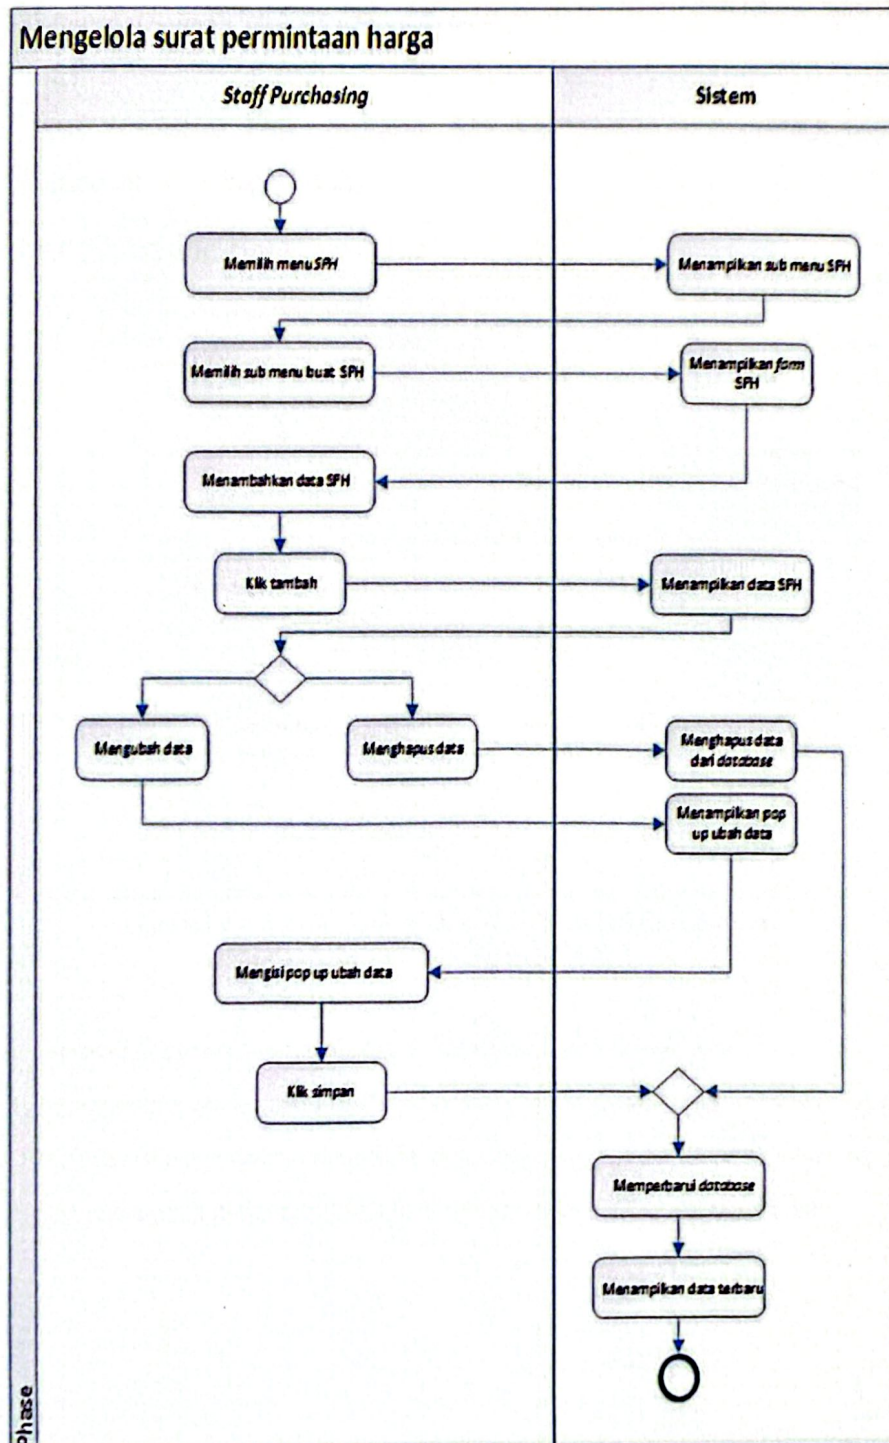 Mengelola surat permintaan harga
Staff Purchasing
Sistem
Memilih menu SPH
Menampilkan sub menu SPH
Memilih sub menu buat SPH
Menampilkan form
SPH
Menambahkan data SPH
Klik tambah
Menampilkan data SPH
Mengubah data
Menghapus data
Menghapus data
dari database
Menampilkan pop
up ubah data
Mengisi pop up ubah data
Klik simpan
Memperbarui database
Menampilkan data terbaru
Phase